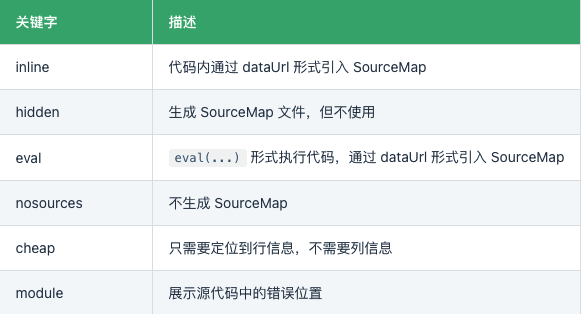 关键字 描述
inline 代码内通过 dataUrl 形式引入 SourceMap
hidden 生成 SourceMap 文件，但不使用
eval eval(...) 形式执行代码，通过 dataUrl 形式引入 SourceMap
nosources 不生成 SourceMap
cheap 只需要定位到行信息，不需要列信息
module 展示源代码中的错误位置